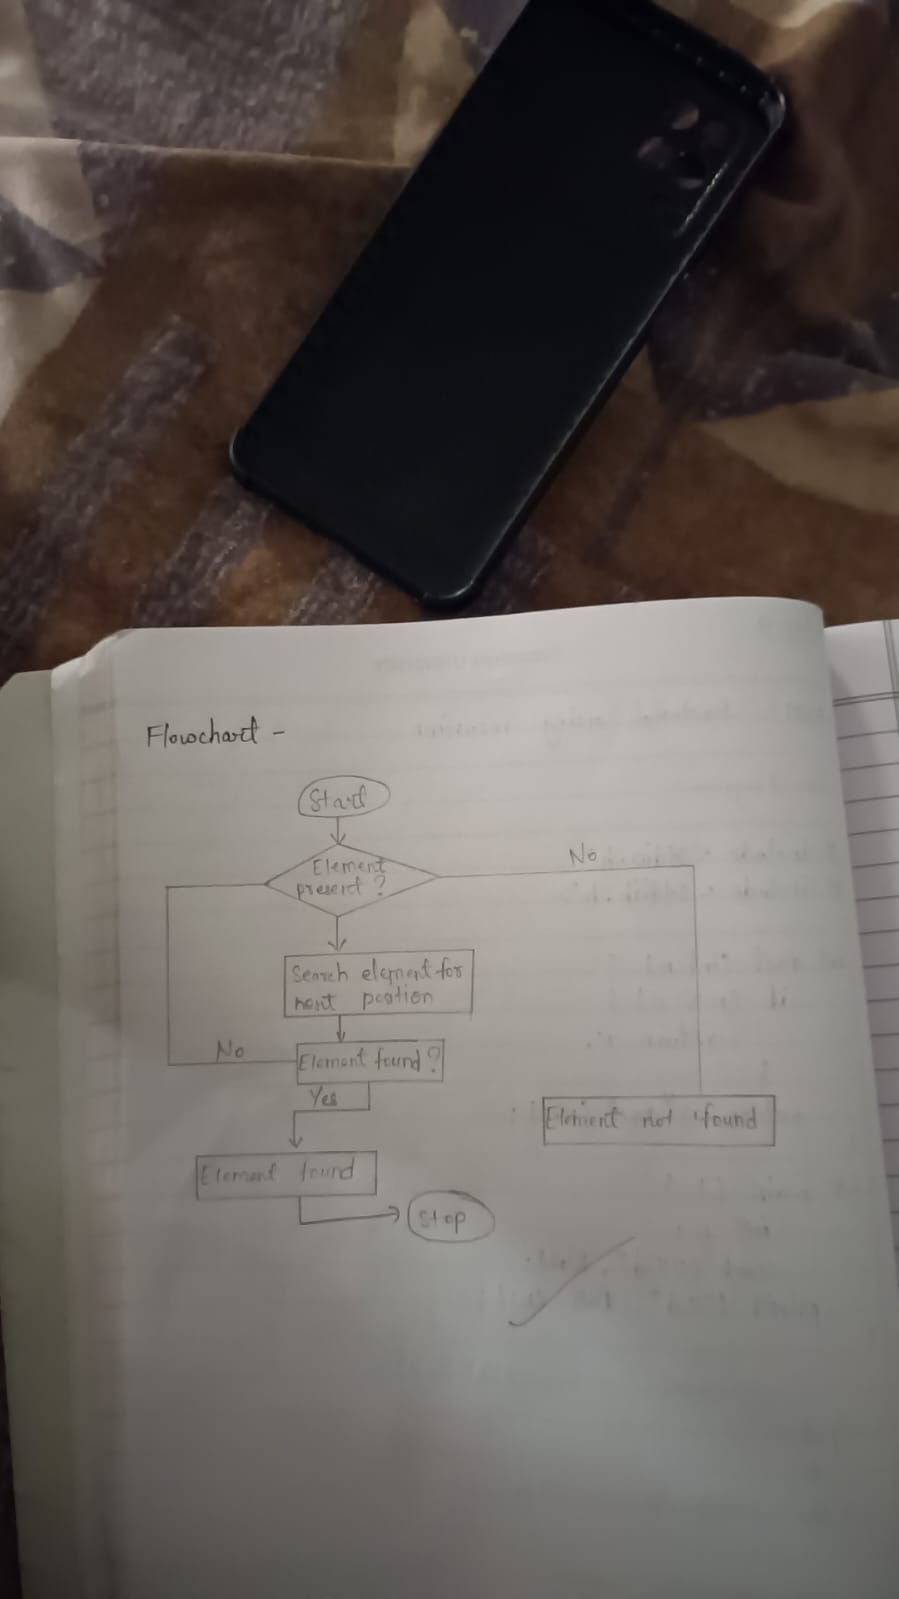 Flowchart -
Start
Element
present ?
No
Search element for
next postion
Element found ?
No
Yes
Element not found
Element found
Stop